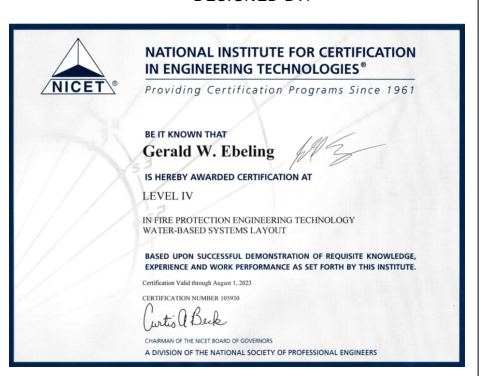 NICET®
NATIONAL INSTITUTE FOR CERTIFICATION
IN ENGINEERING TECHNOLOGIES®
Providing Certification Programs Since 1961
BE IT KNOWN THAT
Gerald W. Ebeling
IS HEREBY AWARDED CERTIFICATION AT
LEVEL IV
IN FIRE PROTECTION ENGINEERING TECHNOLOGY
WATER-BASED SYSTEMS LAYOUT
BASED UPON SUCCESSFUL DEMONSTRATION OF REQUISITE KNOWLEDGE,
EXPERIENCE AND WORK PERFORMANCE AS SET FORTH BY THIS INSTITUTE.
Certification Valid through August 1, 2023
CERTIFICATION NUMBER 105930
Curtis A Beck
CHAIRMAN OF THE NICET BOARD OF GOVERNORS
A DIVISION OF THE NATIONAL SOCIETY OF PROFESSIONAL ENGINEERS